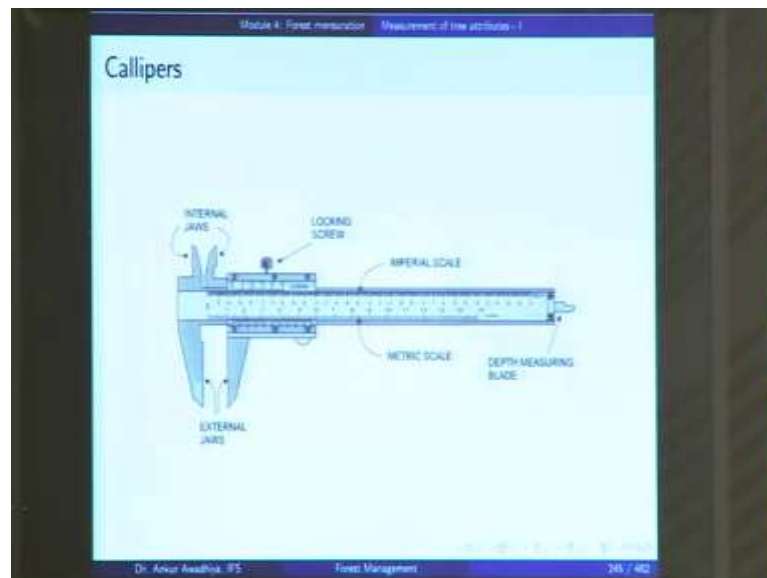 Module 4: Forest mensuration Measurement of tree attributes - I
Callipers
INTERNAL
JAWS
LOCKING
SCREW
IMPERIAL SCALE
METRIC SCALE
DEPTH MEASURING
BLADE
EXTERNAL
JAWS
Dr. Ankur Awadhiya, IFS Forest Management 245 / 482